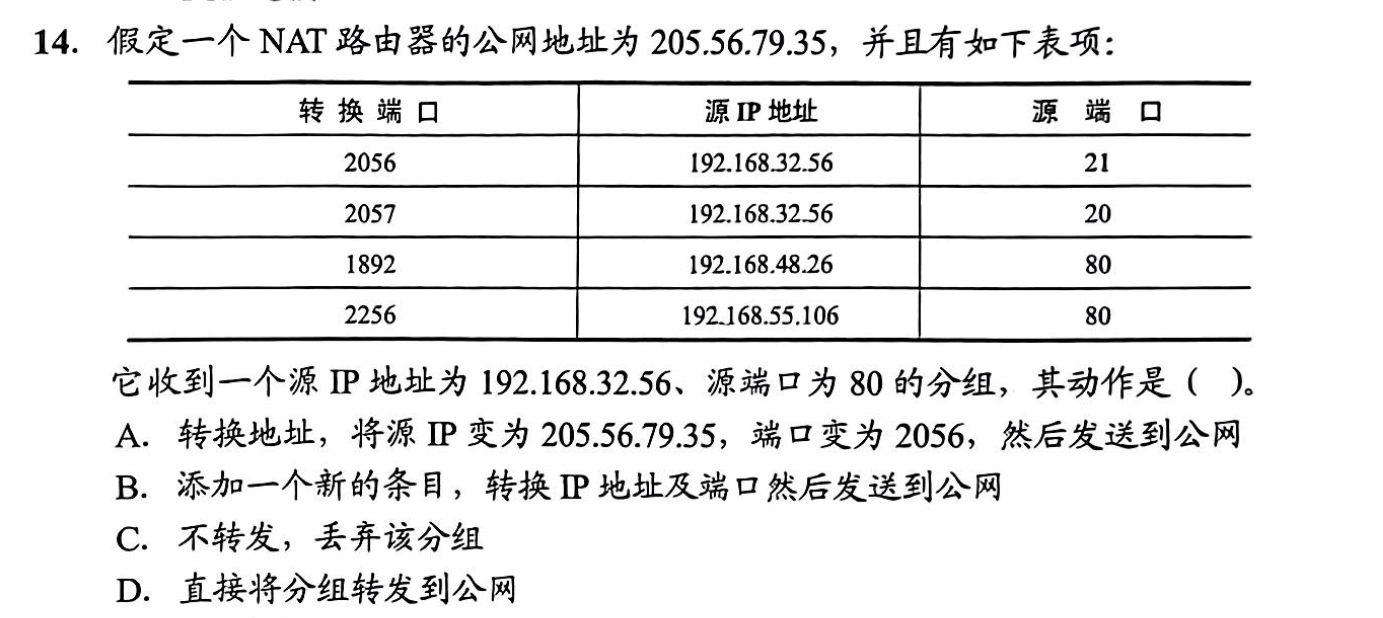 14. 假定一个 NAT 路由器的公网地址为 205.56.79.35，并且有如下表项：
转换端口 源 IP 地址 源端口
2056 192.168.32.56 21
2057 192.168.32.56 20
1892 192.168.48.26 80
2256 192.168.55.106 80
它收到一个源 IP 地址为 192.168.32.56、源端口为 80 的分组，其动作是（ ）。
A. 转换地址，将源 IP 变为 205.56.79.35，端口变为 2056，然后发送到公网
B. 添加一个新的条目，转换 IP 地址及端口然后发送到公网
C. 不转发，丢弃该分组
D. 直接将分组转发到公网